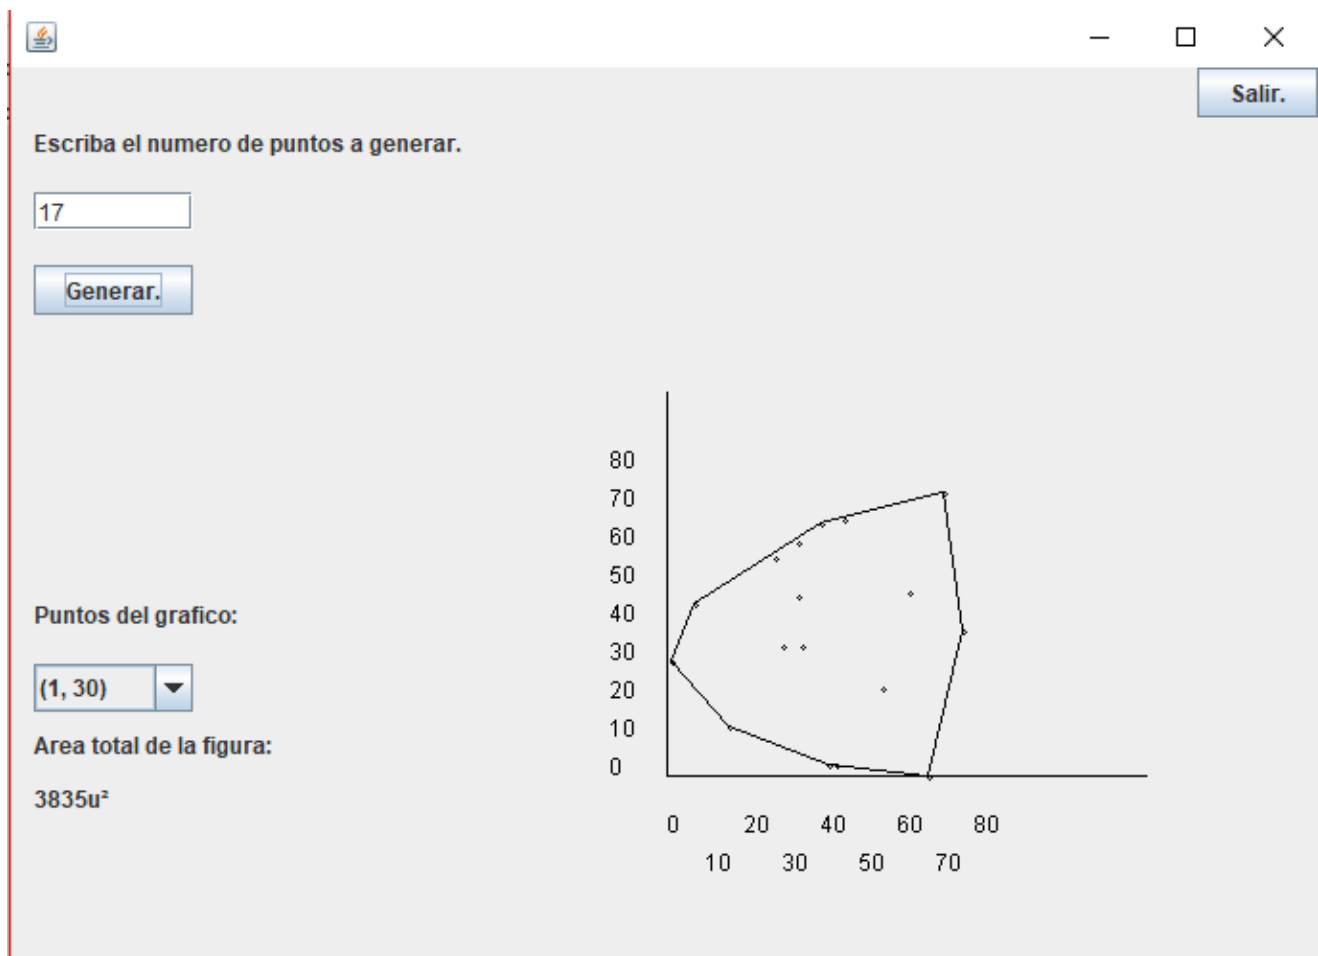 Salir.
Escriba el numero de puntos a generar.
17
Generar.
80
70
60
50
40
30
20
10
0
0 20 40 60 80
10 30 50 70
Puntos del grafico:
(1, 30)
Area total de la figura:
3835u²